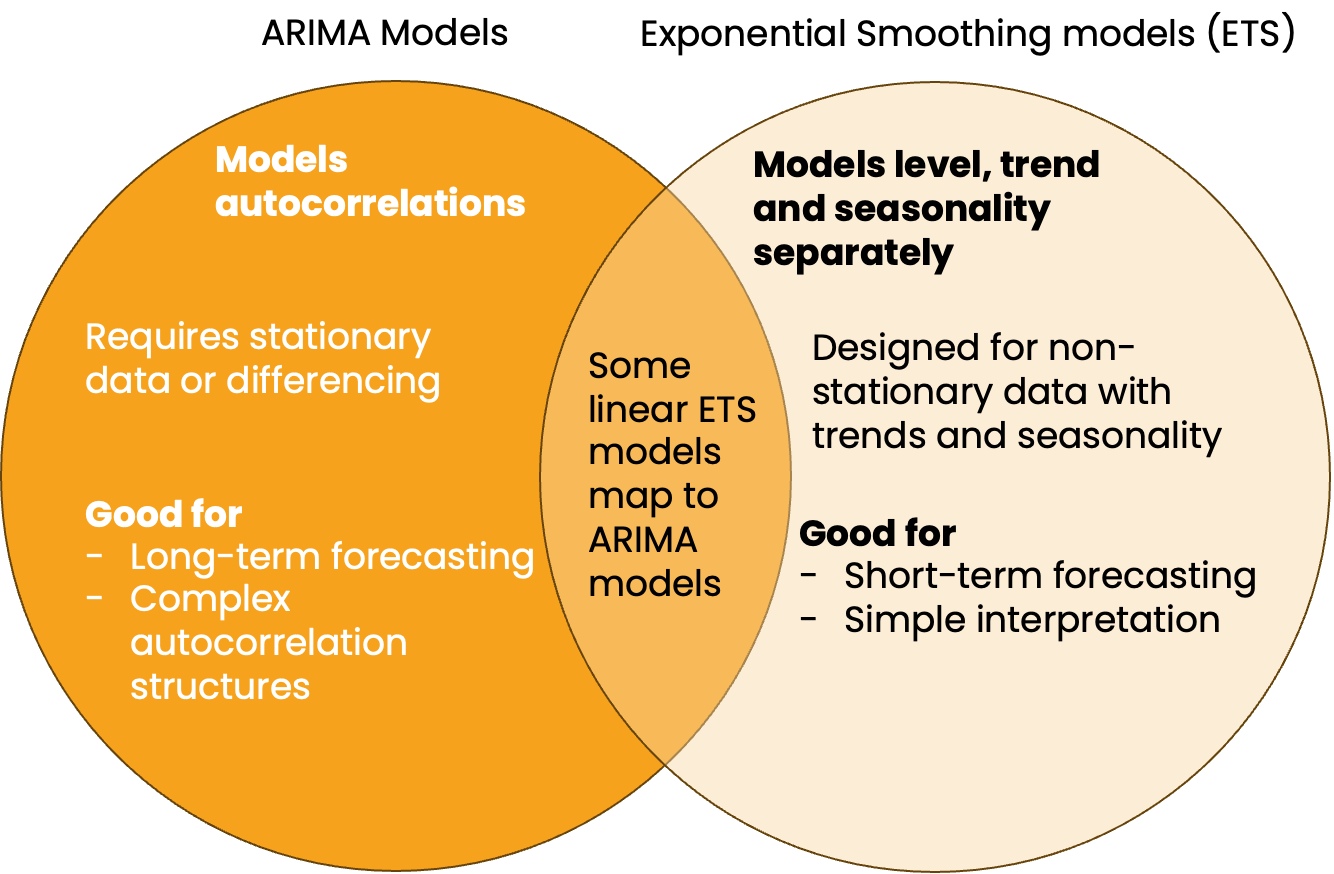 ARIMA Models
Exponential Smoothing models (ETS)
Models
autocorrelations
Requires stationary
data or differencing
Good for
- Long-term forecasting
- Complex
autocorrelation
structures
Some
linear ETS
models
map to
ARIMA
models
Models level, trend
and seasonality
separately
Designed for non-
stationary data with
trends and seasonality
Good for
- Short-term forecasting
- Simple interpretation